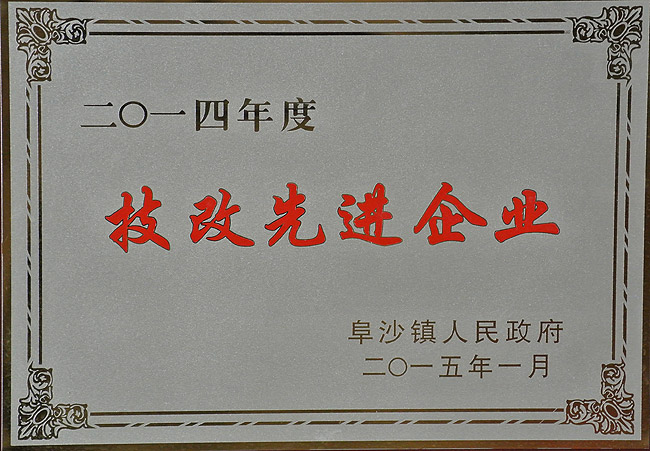 二〇一四年度
技改先进企业
阜沙镇人民政府
二〇一五年一月